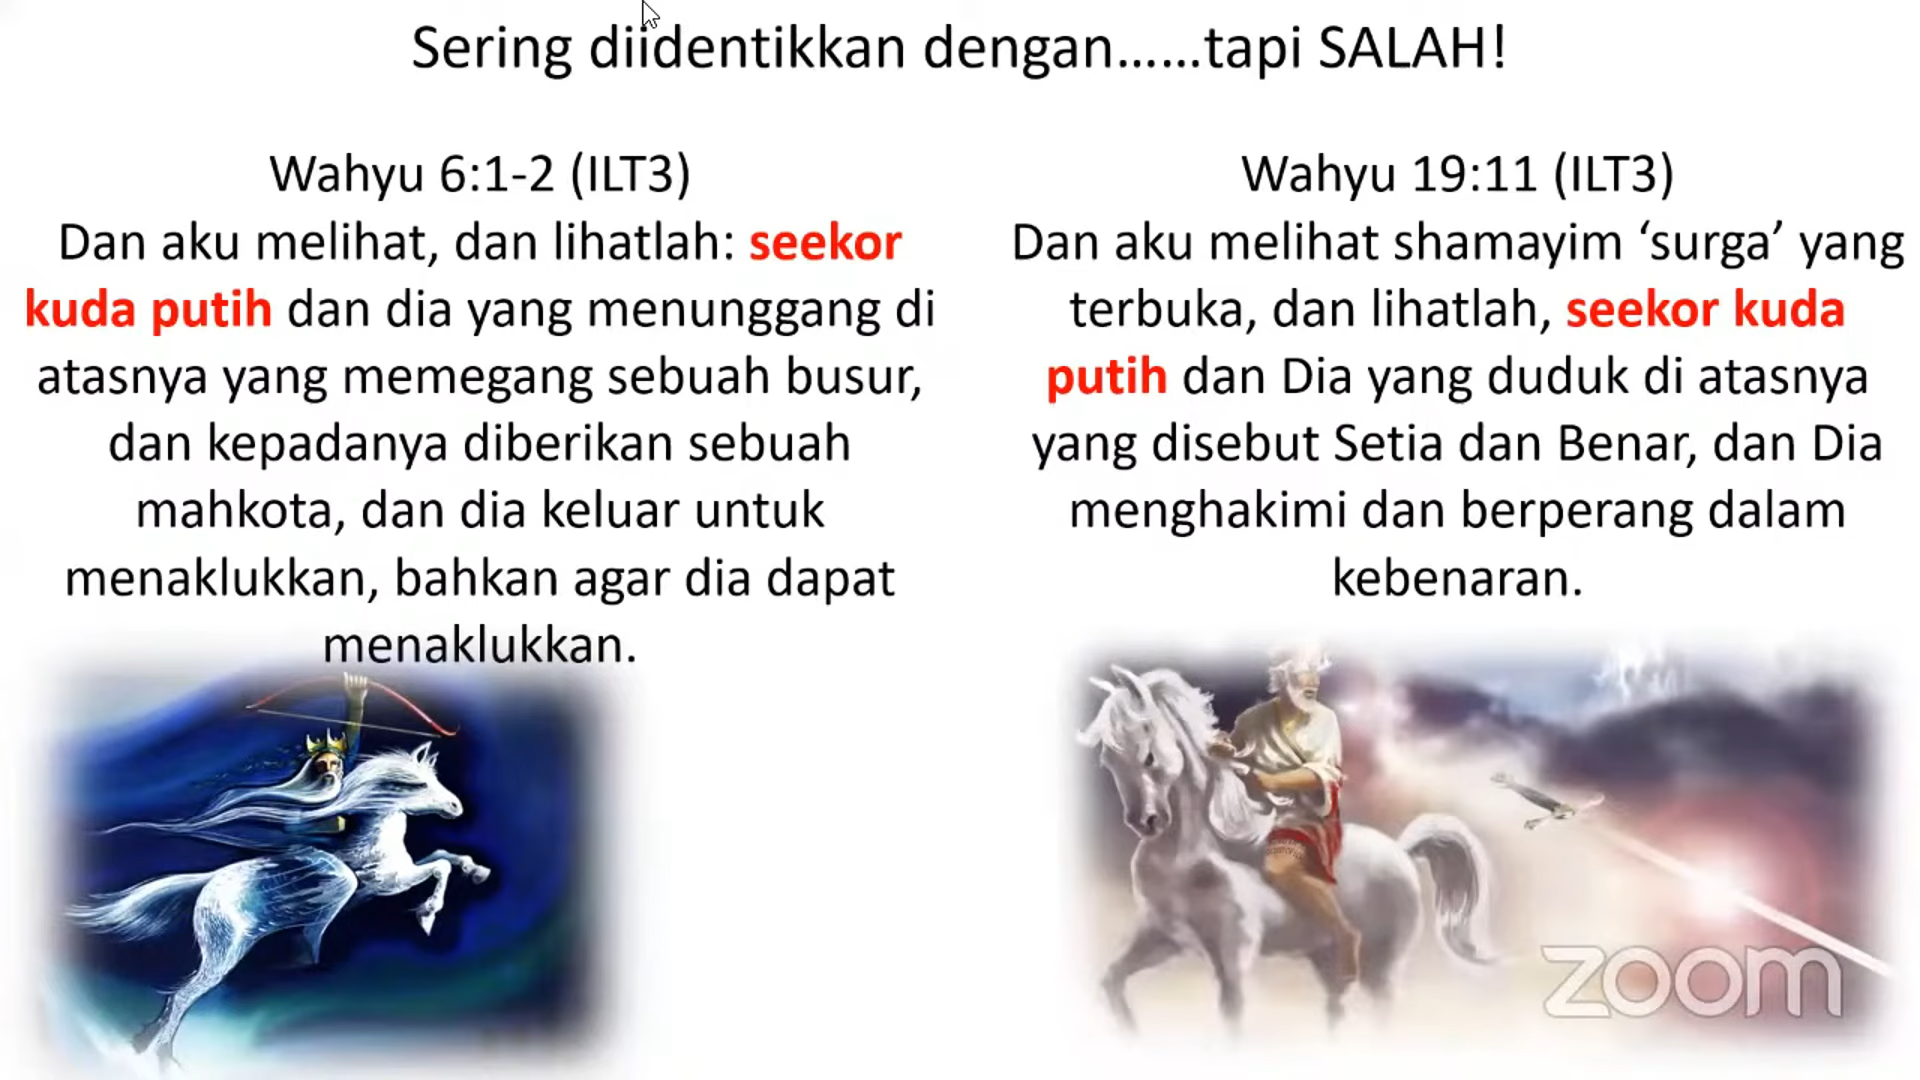 Sering diidentikkan dengan......tapi SALAH!
Wahyu 6:1-2 (ILT3)
Dan aku melihat, dan lihatlah: seekor
kuda putih dan dia yang menunggang di
atasnya yang memegang sebuah busur,
dan kepadanya diberikan sebuah
mahkota, dan dia keluar untuk
menaklukkan, bahkan agar dia dapat
menaklukkan.
Wahyu 19:11 (ILT3)
Dan aku melihat shamayim ‘surga’ yang
terbuka, dan lihatlah, seekor kuda
putih dan Dia yang duduk di atasnya
yang disebut Setia dan Benar, dan Dia
menghakimi dan berperang dalam
kebenaran.
zoom